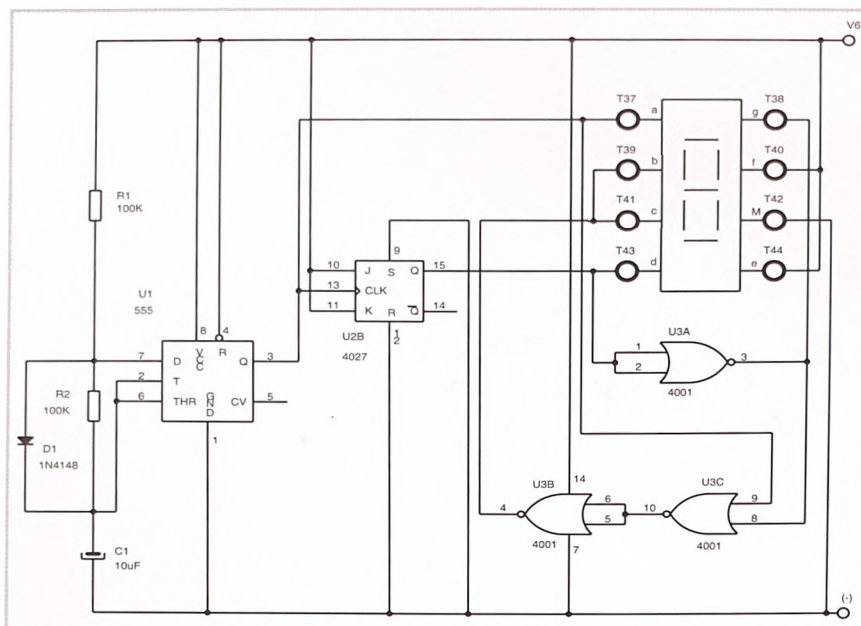 V6
T37
a
g
T38
T39
b
f
T40
T41
c
M
T42
T43
d
e
T44
R1
100K
U1
555
8
4
7
D
VCC
R
Q
3
2
T
6
THR
GND
CV
5
1
R2
100K
D1
1N4148
C1
10uF
9
10
J
S
Q
15
13
CLK
11
K
R
Q
14
1
2
U2B
4027
U3A
1
2
3
4001
U3B
14
4
6
5
4001
7
U3C
10
9
8
4001
(-)